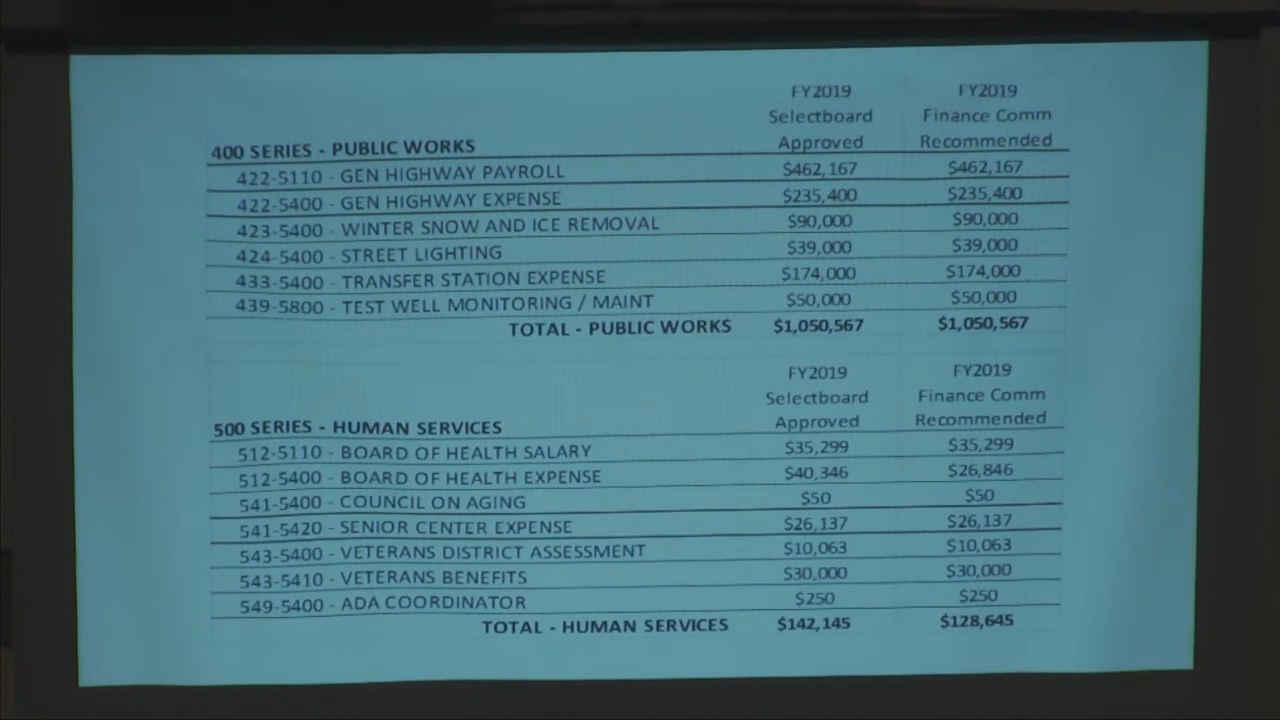 FY2019 FY2019
Selectboard Finance Comm
400 SERIES - PUBLIC WORKS Approved Recommended
422-5110 - GEN HIGHWAY PAYROLL $462,167 $462,167
422-5400 - GEN HIGHWAY EXPENSE $235,400 $235,400
423-5400 - WINTER SNOW AND ICE REMOVAL $90,000 $90,000
424-5400 - STREET LIGHTING $39,000 $39,000
433-5400 - TRANSFER STATION EXPENSE $174,000 $174,000
439-5800 - TEST WELL MONITORING / MAINT $50,000 $50,000
TOTAL - PUBLIC WORKS $1,050,567 $1,050,567
FY2019 FY2019
Selectboard Finance Comm
500 SERIES - HUMAN SERVICES Approved Recommended
512-5110 - BOARD OF HEALTH SALARY $35,299 $35,299
512-5400 - BOARD OF HEALTH EXPENSE $40,346 $26,846
541-5400 - COUNCIL ON AGING $50 $50
541-5420 - SENIOR CENTER EXPENSE $26,137 $26,137
543-5400 - VETERANS DISTRICT ASSESSMENT $10,063 $10,063
543-5410 - VETERANS BENEFITS $30,000 $30,000
549-5400 - ADA COORDINATOR $250 $250
TOTAL - HUMAN SERVICES $142,145 $128,645